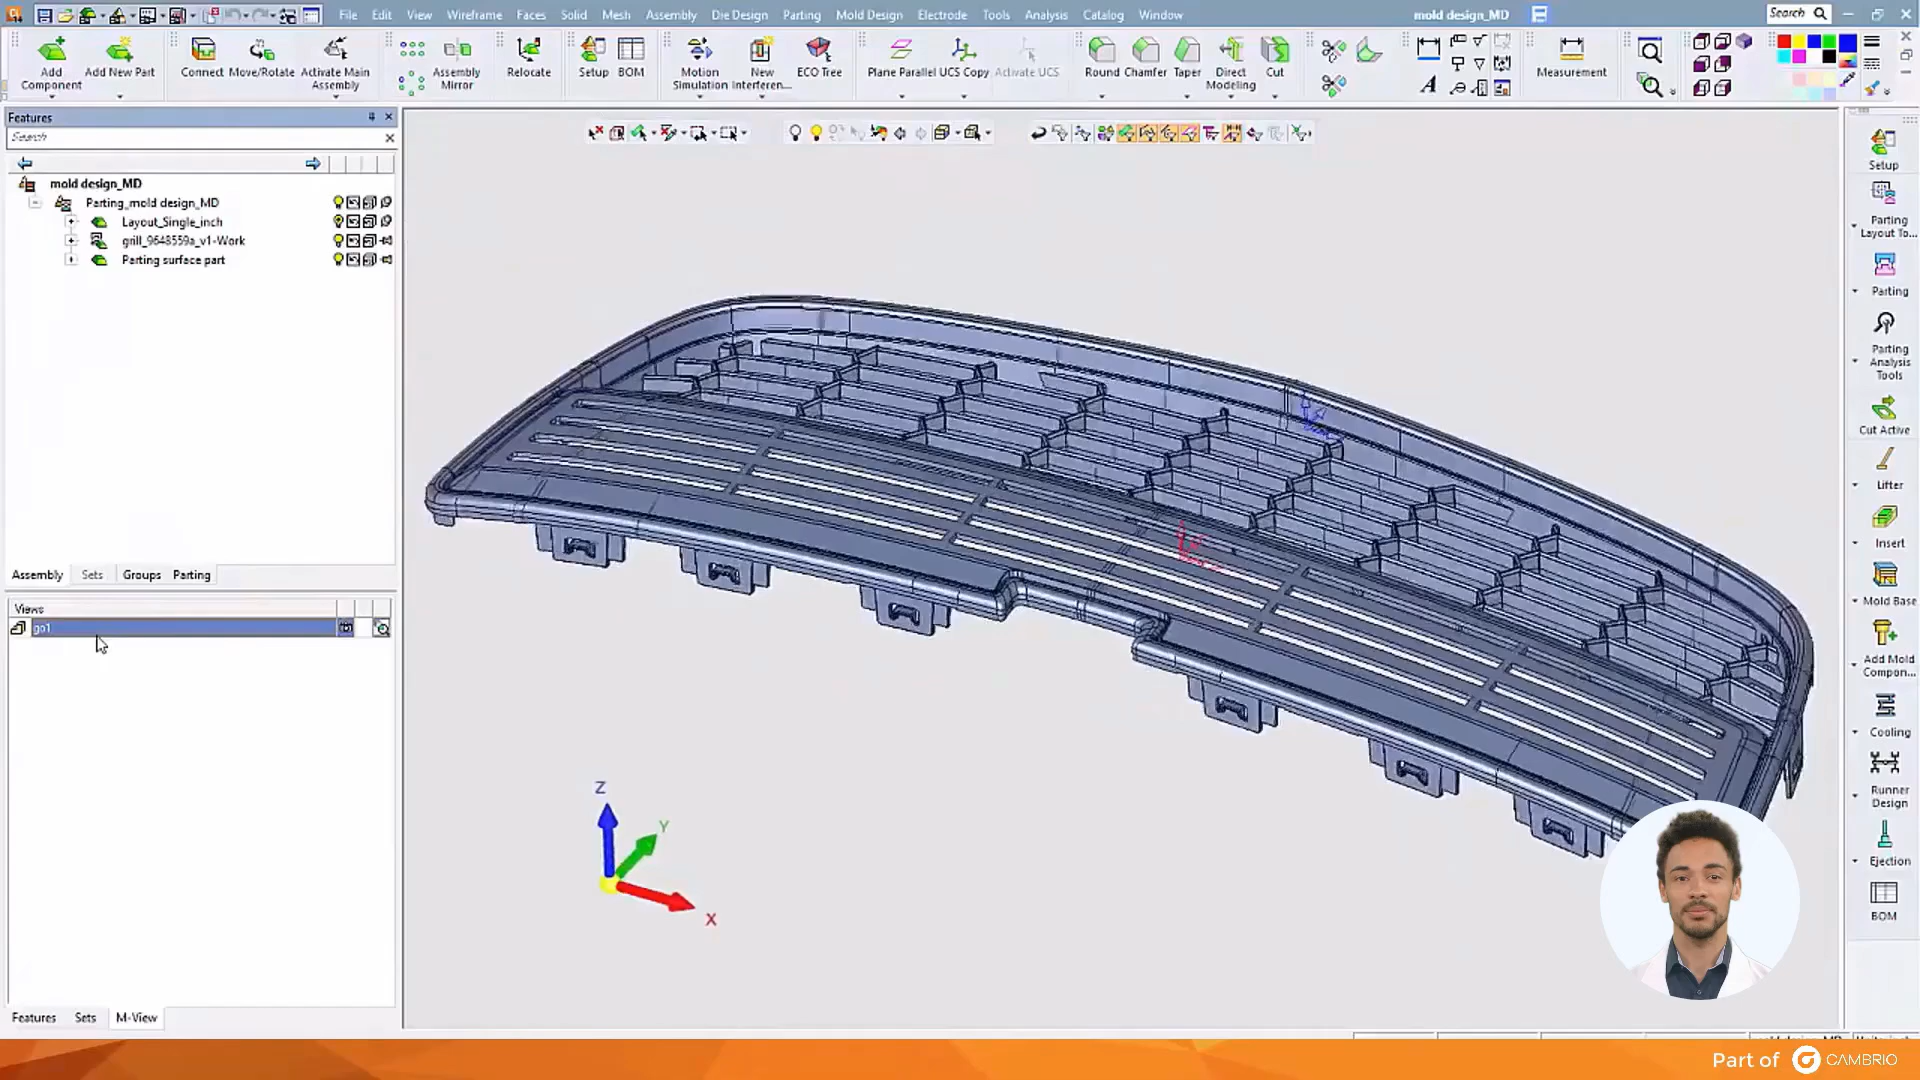 File Edit View Wireframe Faces Solid Mesh Assembly Die Design Parting Mold Design Electrode Tools Analysis Catalog Window
mold design_MD
Search
Add Component
Add New Part
Connect
Move/Rotate
Activate Main Assembly
Assembly Mirror
Relocate
Setup
BOM
Motion Simulation
New Interferen...
ECO Tree
Plane Parallel
UCS Copy
Activate UCS
Round
Chamfer
Taper
Direct Modeling
Cut
Measurement
Features
Search
mold design_MD
Parting_mold design_MD
Layout_Single_inch
grill_9648559a_v1-Work
Parting surface part
Assembly Sets Groups Parting
Views
go1
Features Sets M-View
Z
Y
X
Setup
Parting
Layout To...
Parting
Parting
Analysis
Tools
Cut Active
Lifter
Insert
Mold Base
Add Mold
Compon...
Cooling
Runner
Design
Ejection
BOM
Part of CAMBRIO